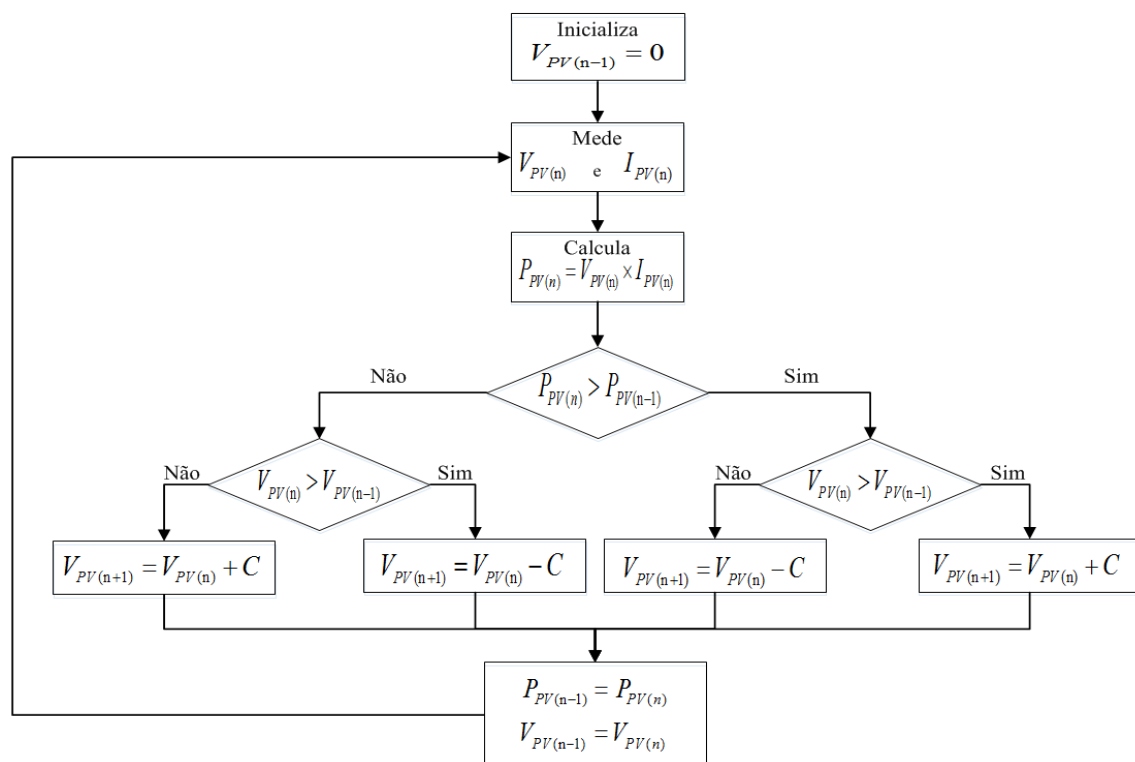 Inicializa
V_PV(n−1) = 0
Mede
V_PV(n) e I_PV(n)
Calcula
P_PV(n) = V_PV(n) × I_PV(n)
Não
P_PV(n) > P_PV(n−1)
Sim
Não
V_PV(n) > V_PV(n−1)
Sim
Não
V_PV(n) > V_PV(n−1)
Sim
V_PV(n+1) = V_PV(n) + C
V_PV(n+1) = V_PV(n) − C
V_PV(n+1) = V_PV(n) − C
V_PV(n+1) = V_PV(n) + C
P_PV(n−1) = P_PV(n)
V_PV(n−1) = V_PV(n)